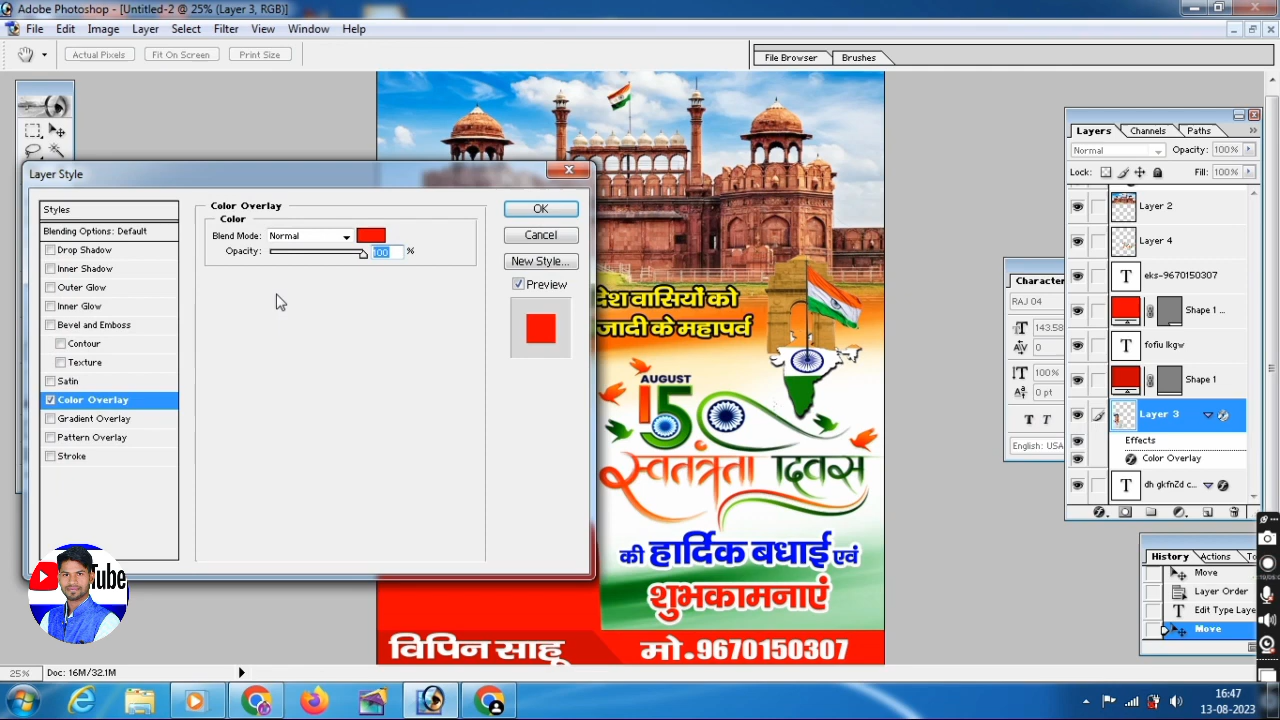 Adobe Photoshop - [Untitled-2 @ 25% (Layer 3, RGB)]
File Edit Image Layer Select Filter View Window Help
Actual Pixels Fit On Screen Print Size
File Browser Brushes
Layer Style
Styles
Blending Options: Default
Drop Shadow
Inner Shadow
Outer Glow
Inner Glow
Bevel and Emboss
Contour
Texture
Satin
Color Overlay
Gradient Overlay
Pattern Overlay
Stroke
Color Overlay
Color
Blend Mode: Normal
Opacity: 100 %
OK
Cancel
New Style...
Preview
देश वासियों को
जादी के महापर्व
AUGUST
15
स्वतंत्रता दिवस
की हार्दिक बधाई एवं
शुभकामनाएं
विपिन साहू
मो.9670150307
Tube
Character
RAJ 04
143.58
0
100%
0 pt
T T
English: USA
Layers Channels Paths
Normal Opacity: 100%
Lock: Fill: 100%
Layer 2
Layer 4
T eks-9670150307
Shape 1 ...
T fofiu lkgw
Shape 1
Layer 3
Effects
Color Overlay
T dh gkfnZd c...
History Actions To
Move
Layer Order
Edit Type Laye
Move
25% Doc: 16M/32.1M
16:47
13-08-2023